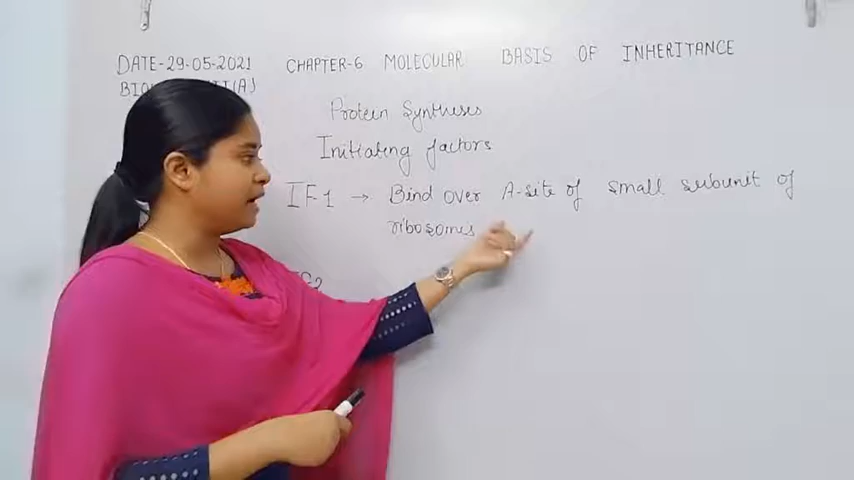 DATE-29-05-2021 CHAPTER-6 MOLECULAR BASIS OF INHERITANCE
Protein Syntheses
Initiating factors
IF-1 → Bind over A-site of small subunit of
ribosomes